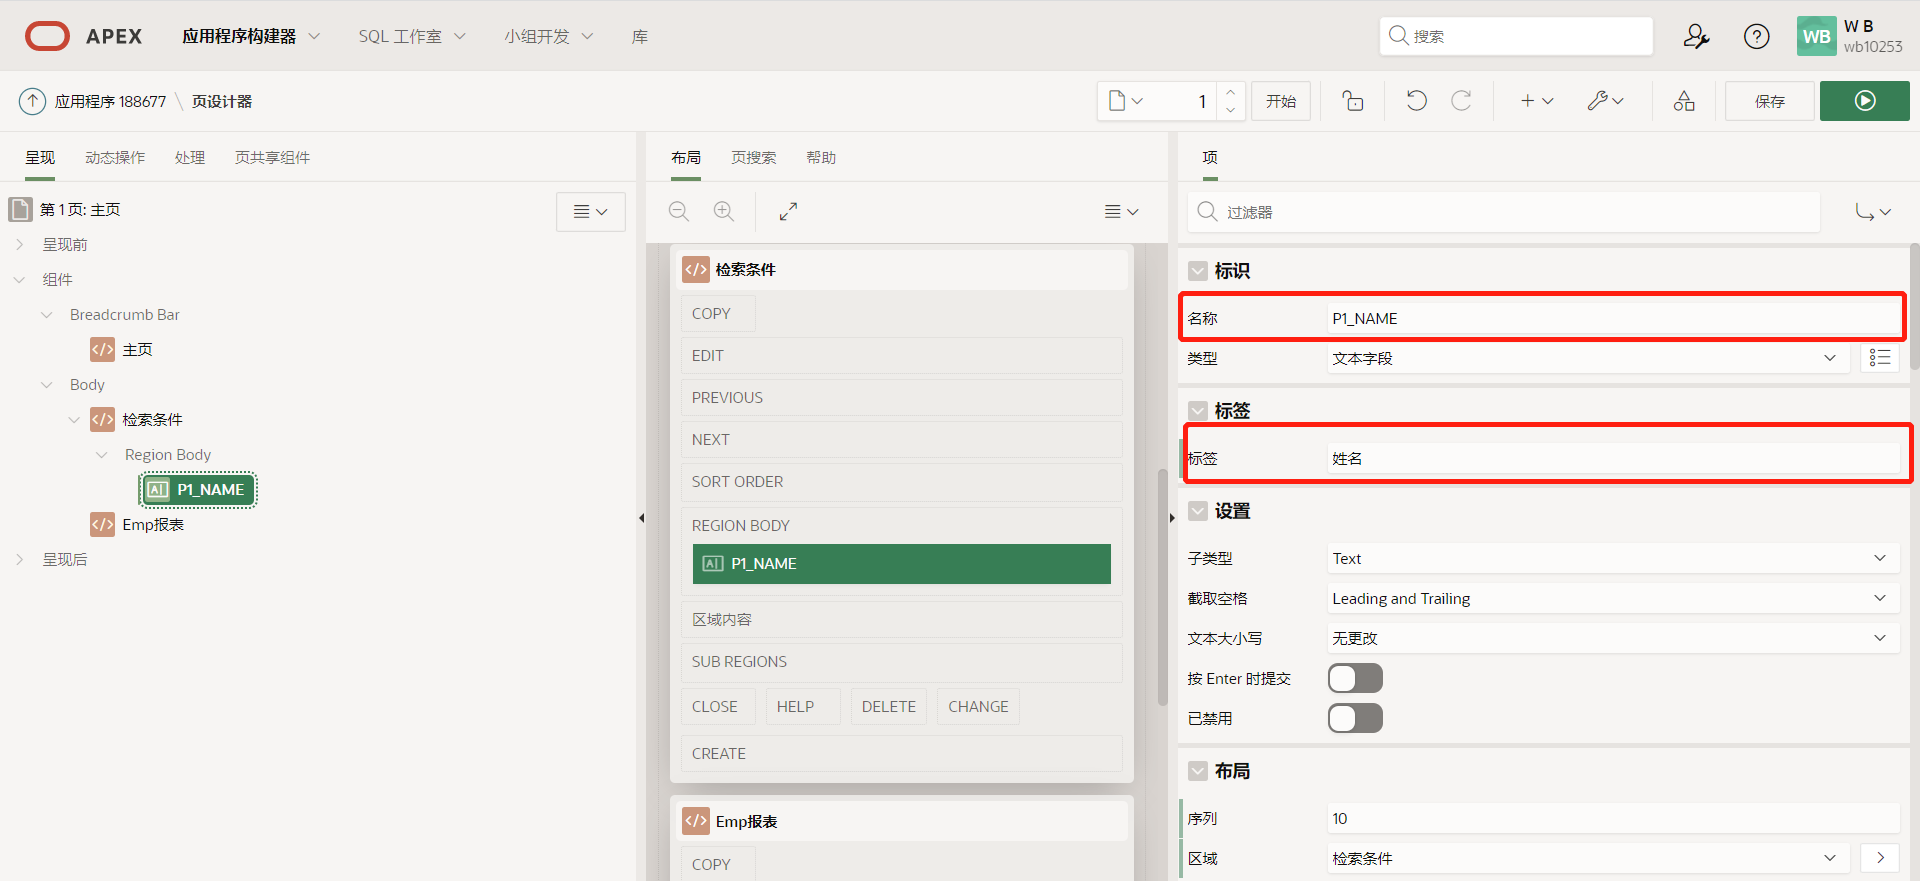 APEX 应用程序构建器 SQL 工作室 小组开发 库 搜索 WB W B
wb10253
应用程序 188677 \ 页设计器 1 开始 保存
呈现 动态操作 处理 页共享组件
第 1 页: 主页
呈现前
组件
Breadcrumb Bar
主页
Body
检索条件
Region Body
P1_NAME
Emp报表
呈现后
布局 页搜索 帮助
检索条件
COPY
EDIT
PREVIOUS
NEXT
SORT ORDER
REGION BODY
P1_NAME
区域内容
SUB REGIONS
CLOSE HELP DELETE CHANGE
CREATE
Emp报表
COPY
项
过滤器
标识
名称 P1_NAME
类型 文本字段
标签
标签 姓名
设置
子类型 Text
截取空格 Leading and Trailing
文本大小写 无更改
按 Enter 时提交
已禁用
布局
序列 10
区域 检索条件